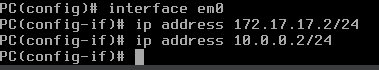 PC(config)# interface em0
PC(config-if)# ip address 172.17.17.2/24
PC(config-if)# ip address 10.0.0.2/24
PC(config-if)#